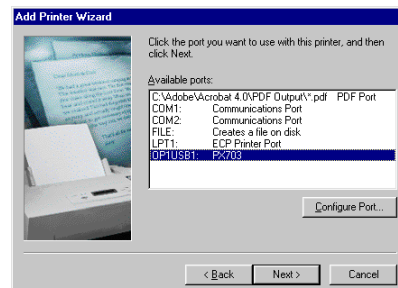 Add Printer Wizard
Click the port you want to use with this printer, and then
click Next.
Available ports:
C:\Adobe\Acrobat 4.0\PDF Output\*.pdf PDF Port
COM1: Communications Port
COM2: Communications Port
FILE: Creates a file on disk
LPT1: ECP Printer Port
OP1USB1: PX703
Configure Port...
< Back
Next >
Cancel